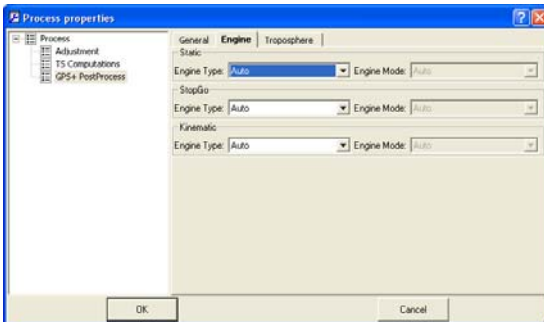 Process properties
Process
Adjustment
TS Computations
GPS+ PostProcess
General Engine Troposphere
Static
Engine Type: Auto Engine Mode: Auto
StopGo
Engine Type: Auto Engine Mode: Auto
Kinematic
Engine Type: Auto Engine Mode: Auto
OK Cancel